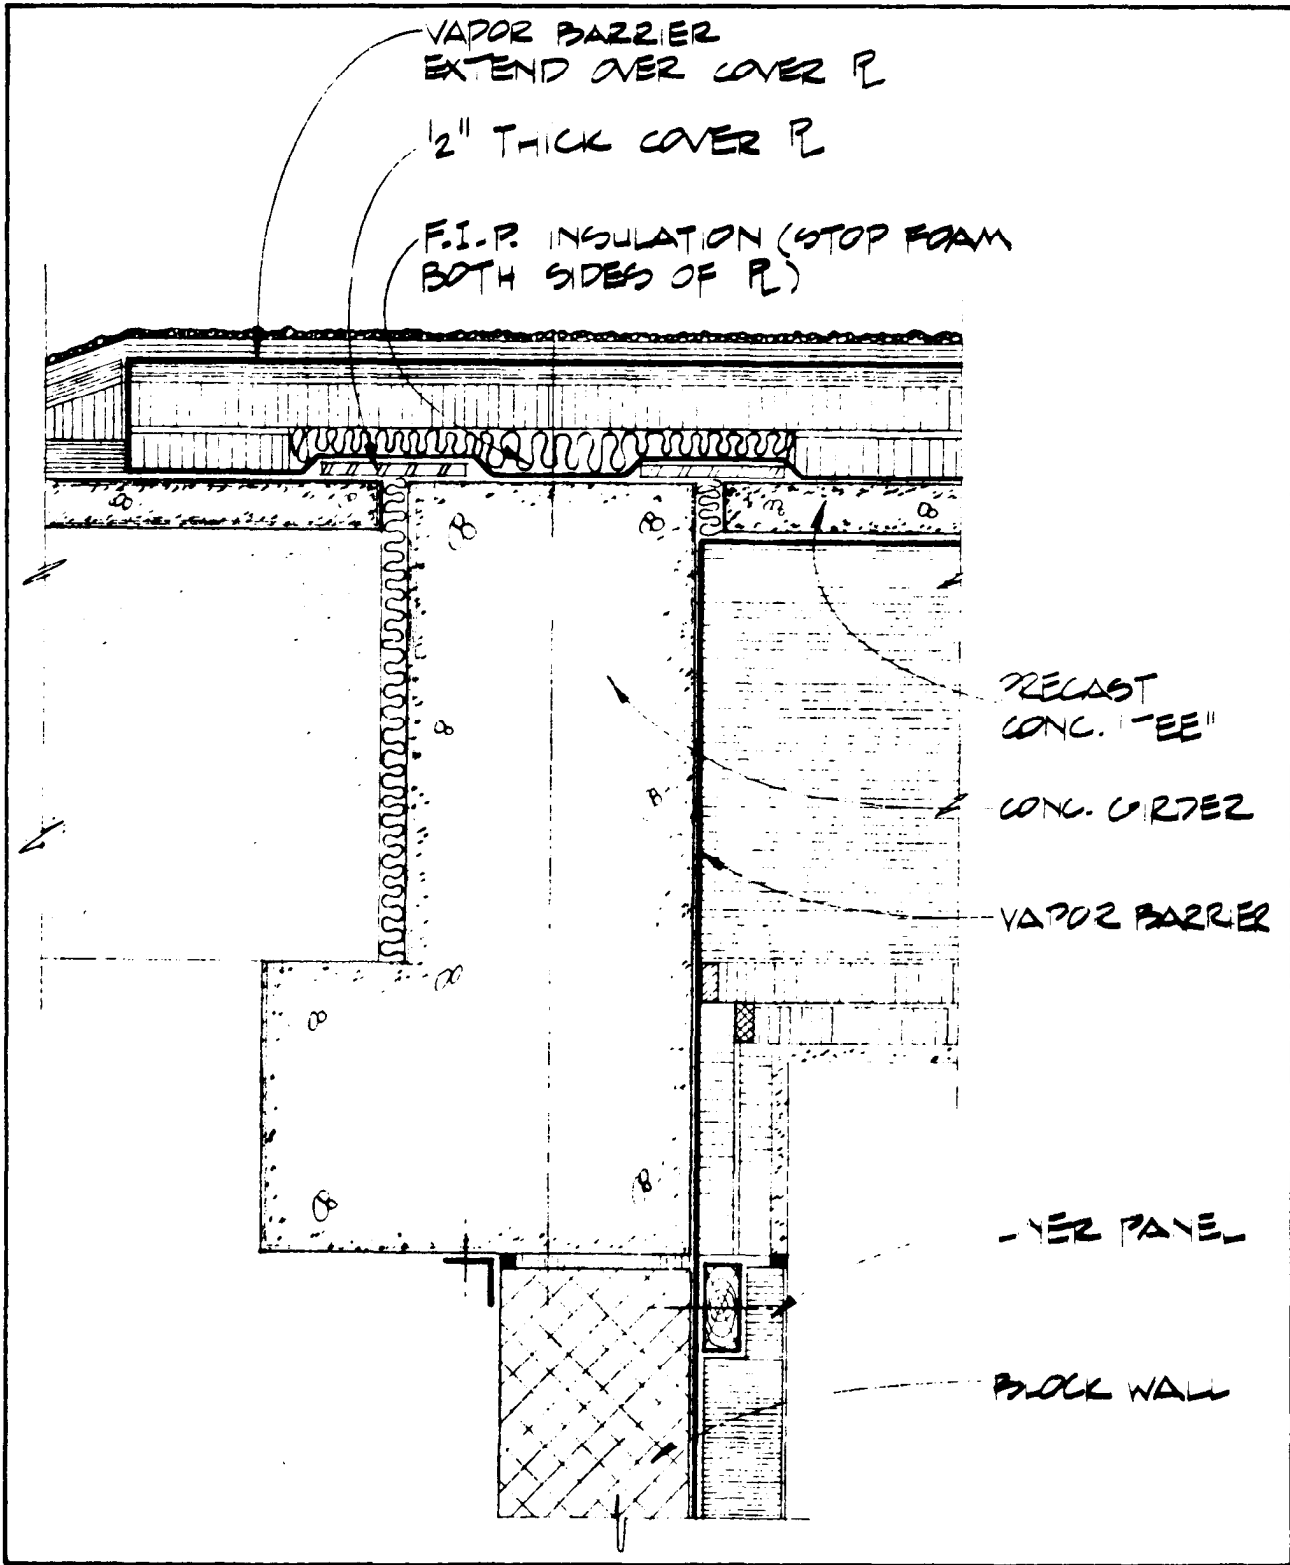 VAPOR BARRIER
EXTEND OVER COVER PL
1/2" THICK COVER PL
F.I.P. INSULATION (STOP FOAM
BOTH SIDES OF PL)
PRECAST
CONC. "TEE"
CONC. GIRDER
VAPOR BARRIER
PANEL
BLOCK WALL